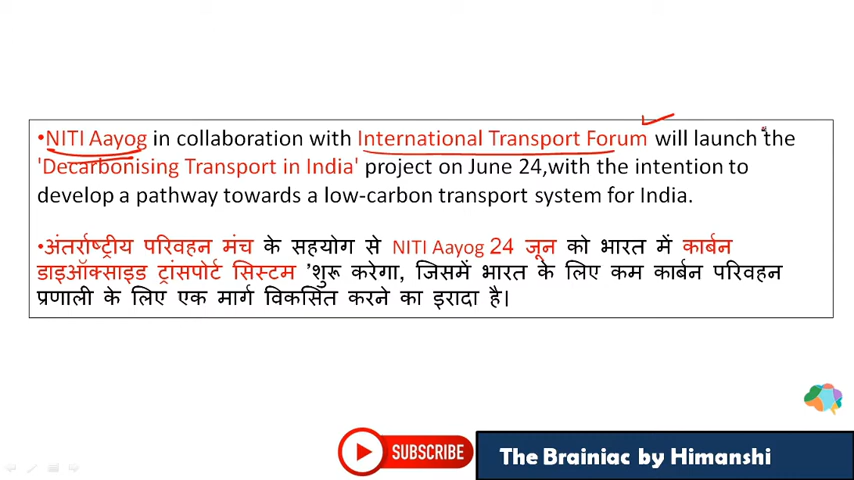 •NITI Aayog in collaboration with International Transport Forum will launch the
'Decarbonising Transport in India' project on June 24,with the intention to
develop a pathway towards a low-carbon transport system for India.
•अंतर्राष्ट्रीय परिवहन मंच के सहयोग से NITI Aayog 24 जून को भारत में कार्बन
डाइऑक्साइड ट्रांसपोर्ट सिस्टम 'शुरू करेगा, जिसमें भारत के लिए कम कार्बन परिवहन
प्रणाली के लिए एक मार्ग विकसित करने का इरादा है।
SUBSCRIBE
The Brainiac by Himanshi